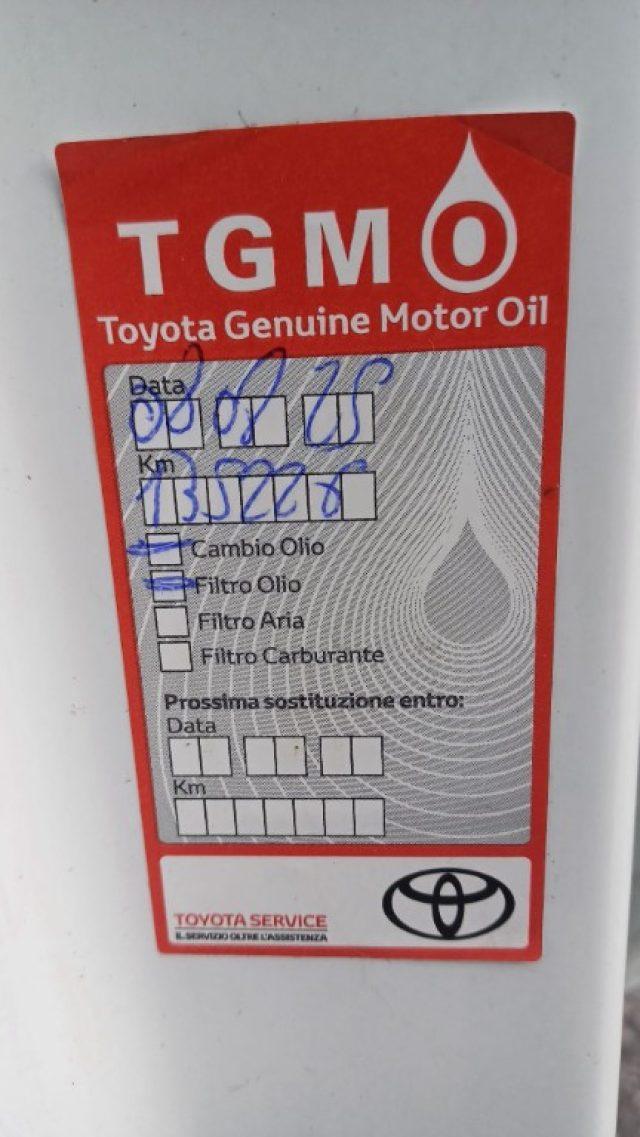 TGMO
Toyota Genuine Motor Oil
Data
08 08 25
Km
135228
Cambio Olio
Filtro Olio
Filtro Aria
Filtro Carburante
Prossima sostituzione entro:
Data
Km
TOYOTA SERVICE
IL SERVIZIO OLTRE L'ASSISTENZA